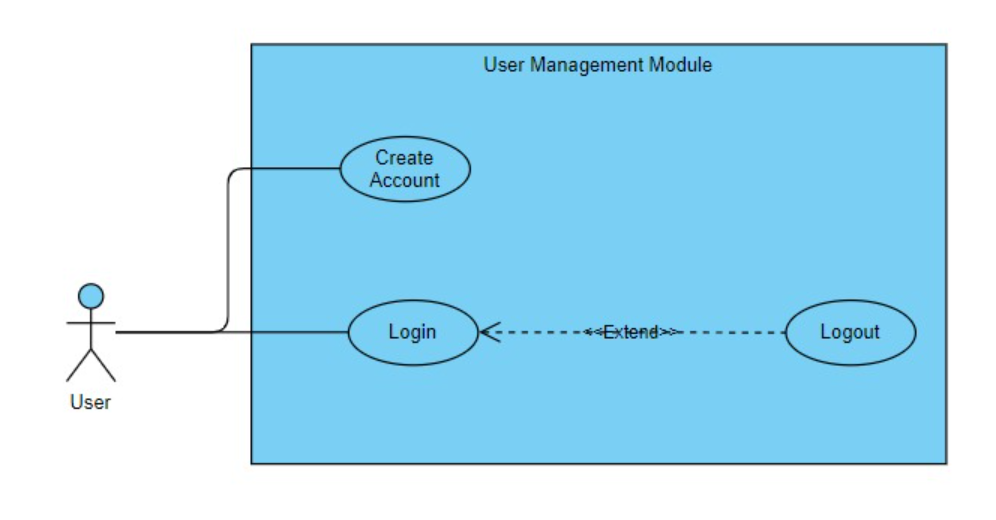 User Management Module
Create
Account
Login
<<Extend>>
Logout
User